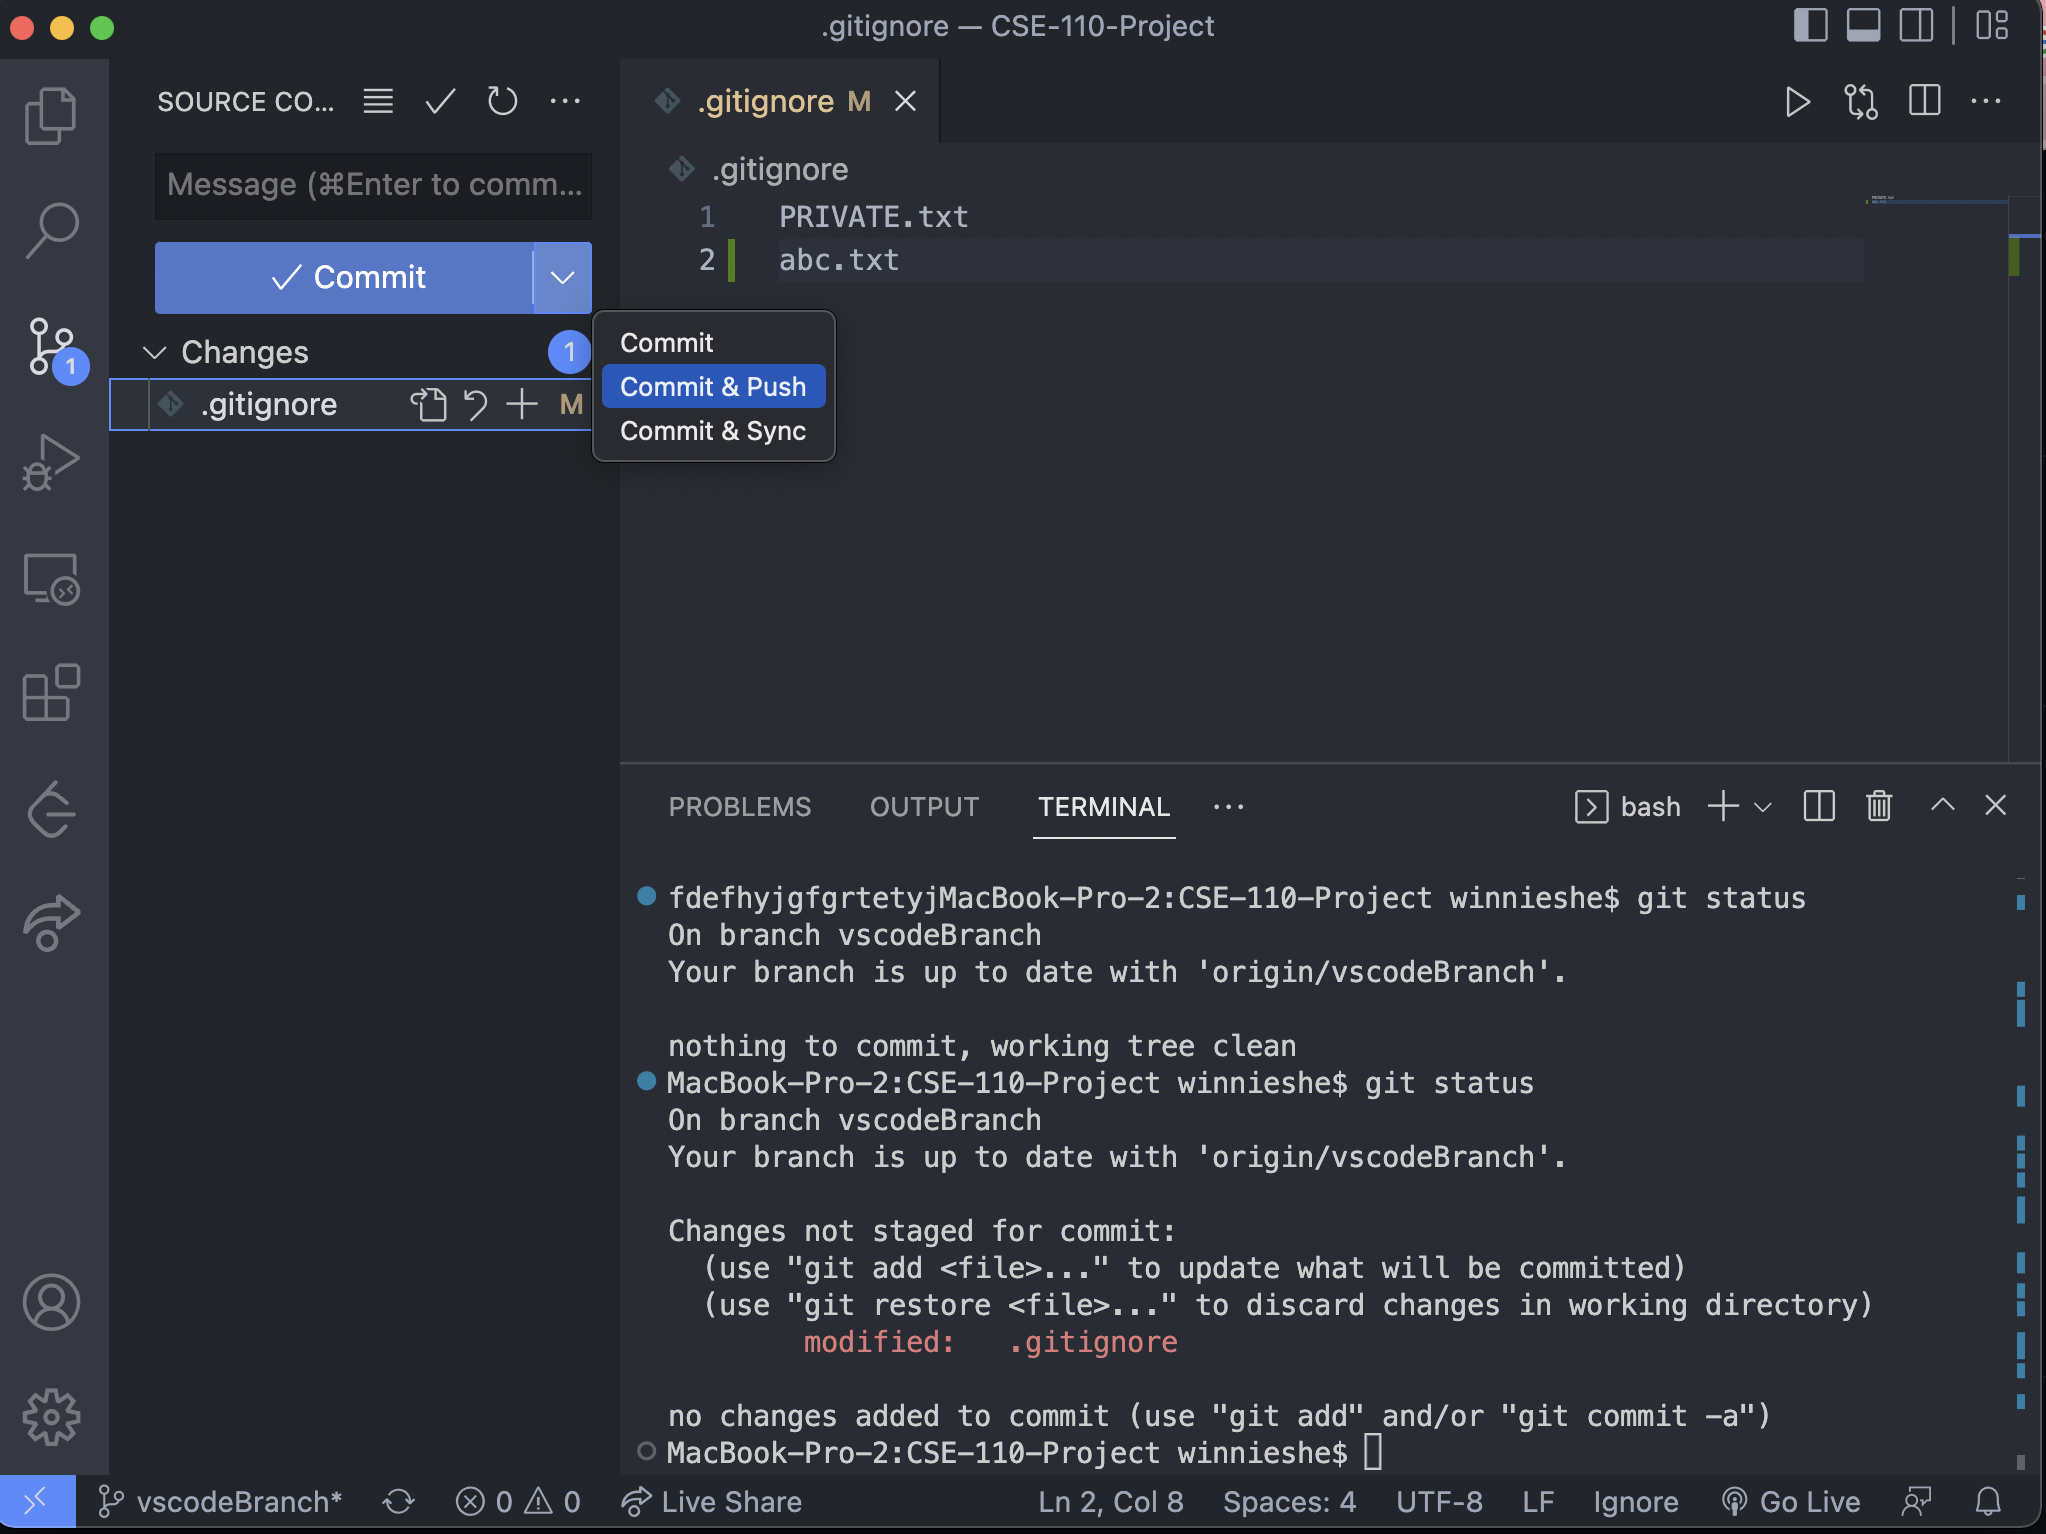 .gitignore — CSE-110-Project
SOURCE CO...
Message (⌘Enter to comm...
Commit
Changes 1
.gitignore M
1
Commit
Commit & Push
Commit & Sync
.gitignore M
.gitignore
1 PRIVATE.txt
2 abc.txt
PROBLEMS OUTPUT TERMINAL bash
fdefhyjgfgrtetyjMacBook-Pro-2:CSE-110-Project winnieshe$ git status
On branch vscodeBranch
Your branch is up to date with 'origin/vscodeBranch'.
nothing to commit, working tree clean
MacBook-Pro-2:CSE-110-Project winnieshe$ git status
On branch vscodeBranch
Your branch is up to date with 'origin/vscodeBranch'.
Changes not staged for commit:
(use "git add <file>..." to update what will be committed)
(use "git restore <file>..." to discard changes in working directory)
modified: .gitignore
no changes added to commit (use "git add" and/or "git commit -a")
MacBook-Pro-2:CSE-110-Project winnieshe$
vscodeBranch* 0 0 Live Share Ln 2, Col 8 Spaces: 4 UTF-8 LF Ignore Go Live